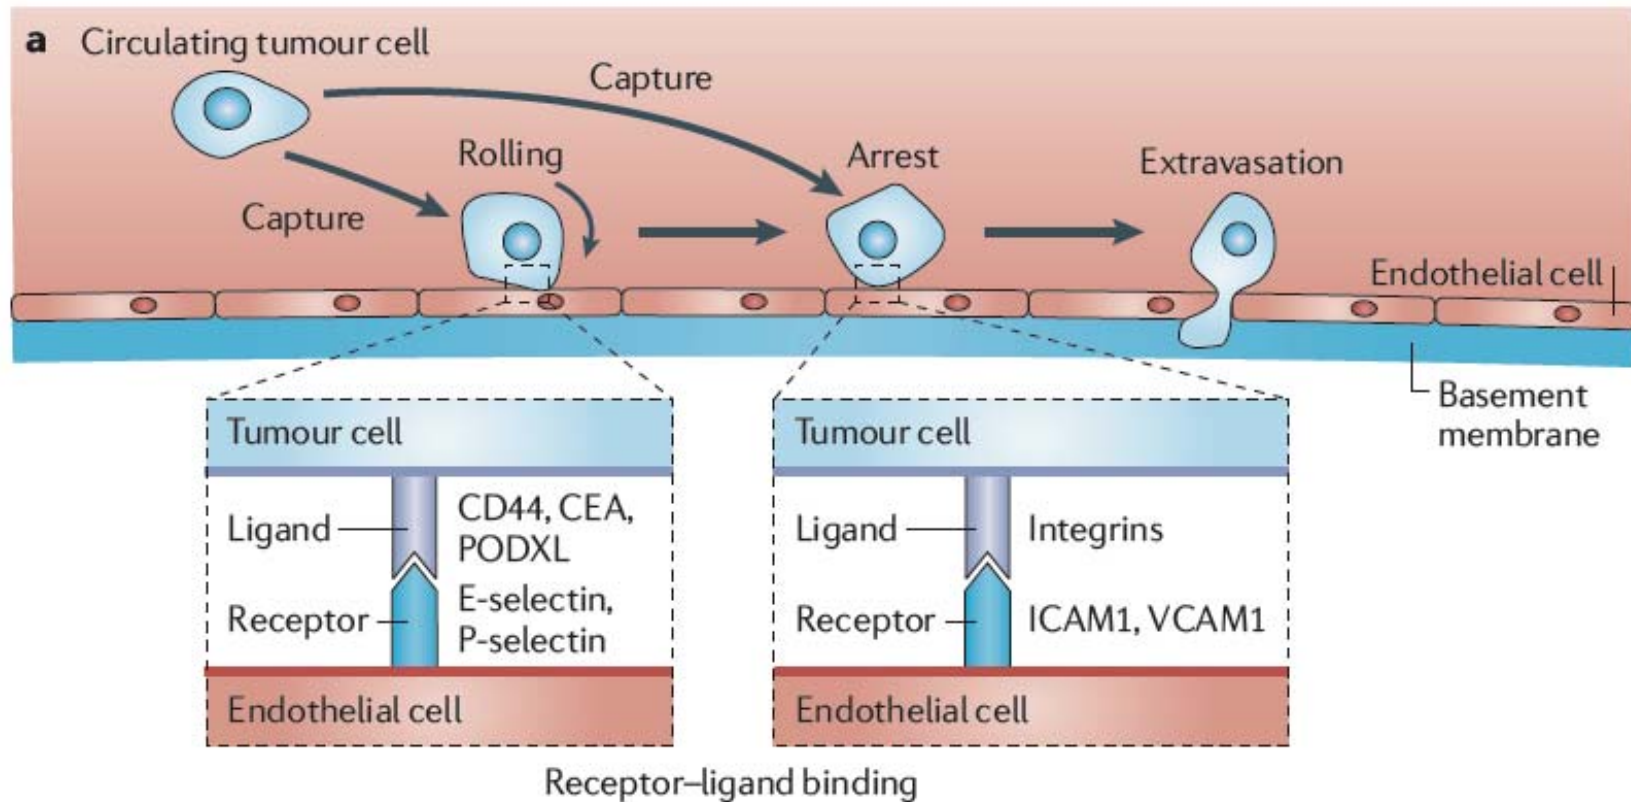 a Circulating tumour cell
Capture
Rolling
Capture
Arrest
Extravasation
Endothelial cell
Basement
membrane
Tumour cell
Ligand
CD44, CEA,
PODXL
Receptor
E-selectin,
P-selectin
Endothelial cell
Tumour cell
Ligand
Integrins
Receptor
ICAM1, VCAM1
Endothelial cell
Receptor–ligand binding